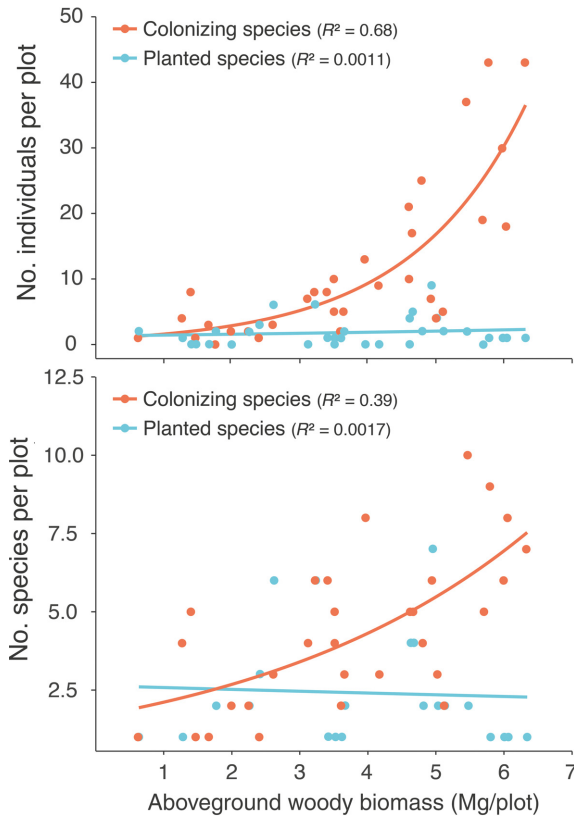 50
40
30
20
10
0
No. individuals per plot
Colonizing species (R² = 0.68)
Planted species (R² = 0.0011)
12.5
10.0
7.5
5.0
2.5
No. species per plot
Colonizing species (R² = 0.39)
Planted species (R² = 0.0017)
1 2 3 4 5 6 7
Aboveground woody biomass (Mg/plot)